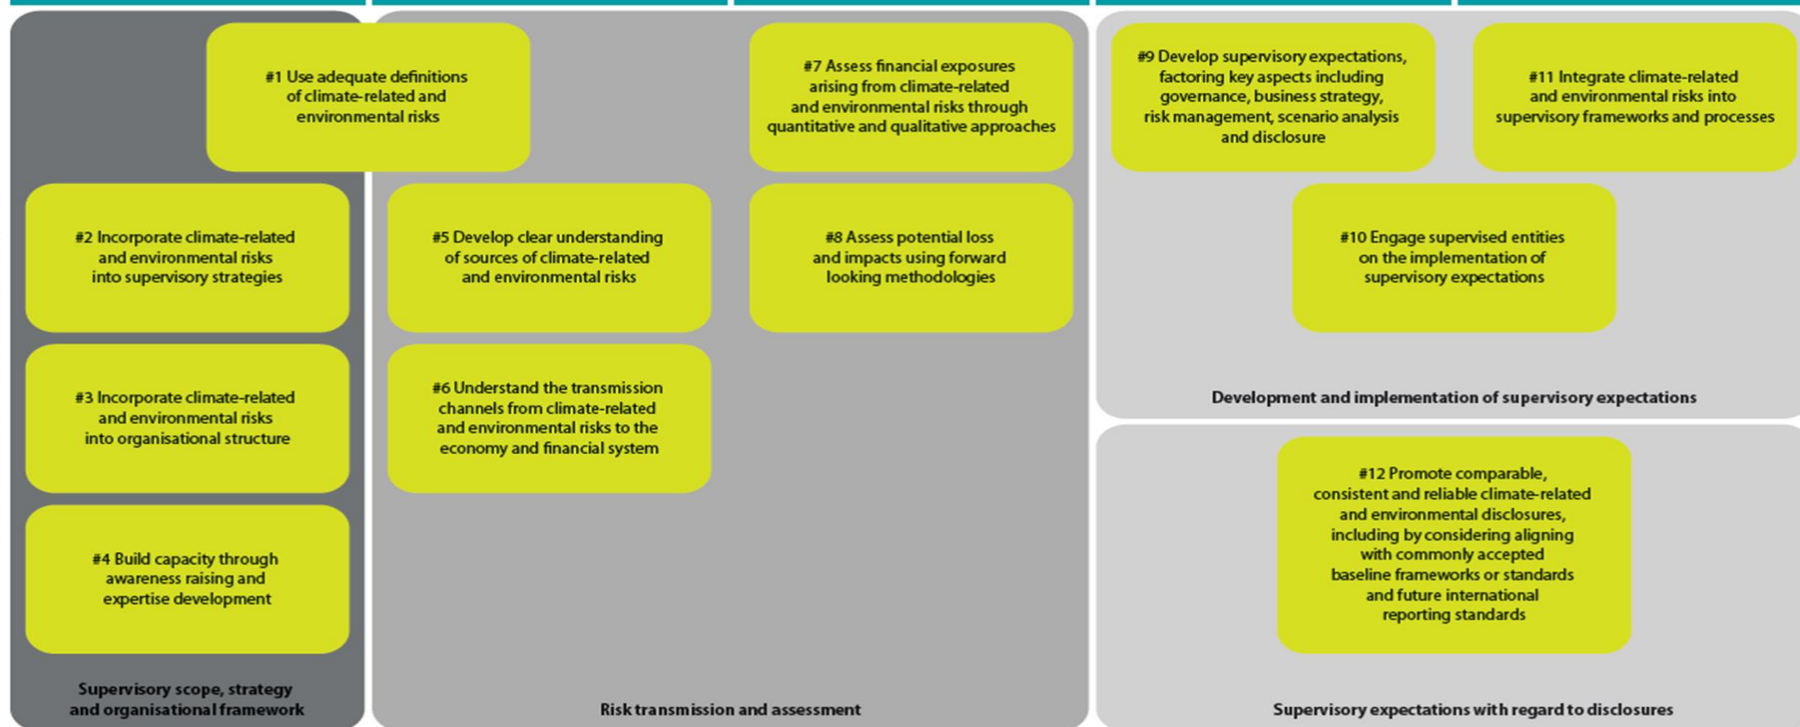 #1 Use adequate definitions
of climate-related and
environmental risks
#2 Incorporate climate-related
and environmental risks
into supervisory strategies
#3 Incorporate climate-related
and environmental risks
into organisational structure
#4 Build capacity through
awareness raising and
expertise development
Supervisory scope, strategy
and organisational framework
#5 Develop clear understanding
of sources of climate-related
and environmental risks
#6 Understand the transmission
channels from climate-related
and environmental risks to the
economy and financial system
#7 Assess financial exposures
arising from climate-related
and environmental risks through
quantitative and qualitative approaches
#8 Assess potential loss
and impacts using forward
looking methodologies
Risk transmission and assessment
#9 Develop supervisory expectations,
factoring key aspects including
governance, business strategy,
risk management, scenario analysis
and disclosure
#11 Integrate climate-related
and environmental risks into
supervisory frameworks and processes
#10 Engage supervised entities
on the implementation of
supervisory expectations
Development and implementation of supervisory expectations
#12 Promote comparable,
consistent and reliable climate-related
and environmental disclosures,
including by considering aligning
with commonly accepted
baseline frameworks or standards
and future international
reporting standards
Supervisory expectations with regard to disclosures